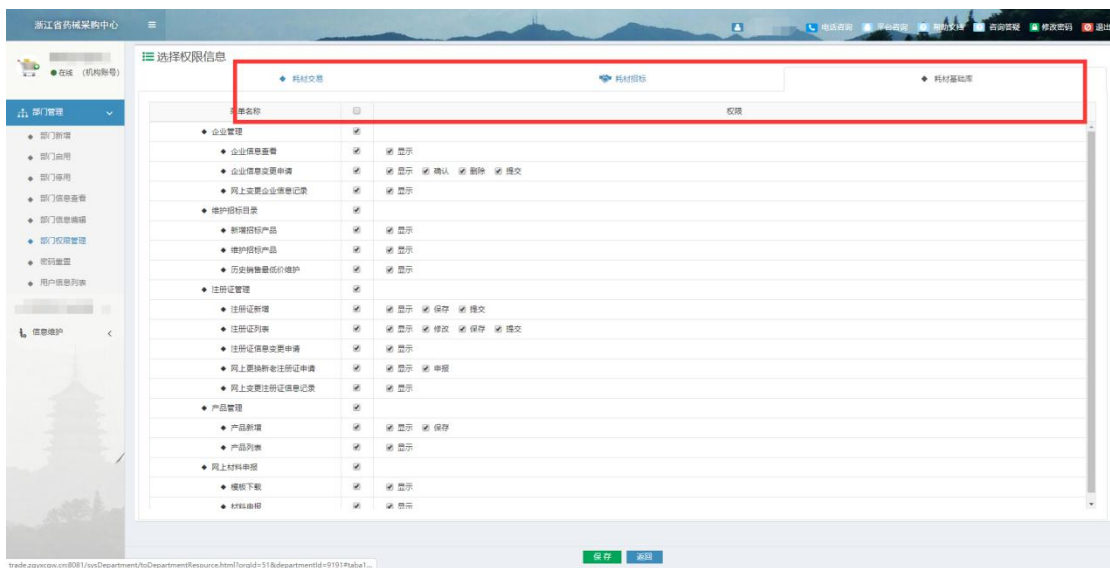 浙江省药械采购中心
电话咨询 平台咨询 帮助支持 咨询答疑 修改密码 退出
在线 (机构账号)
部门管理
部门新增
部门启用
部门停用
部门信息查看
部门信息编辑
部门权限管理
密码重置
用户信息列表
信息维护
选择权限信息
耗材交易 耗材招标 耗材基础库
菜单名称 权限
企业管理
企业信息查看 显示
企业信息变更申请 显示 确认 删除 提交
网上变更企业信息记录 显示
维护招标目录
新增招标产品 显示
维护招标产品 显示
历史销售最低价维护 显示
注册证管理
注册证新增 显示 保存 提交
注册证列表 显示 修改 保存 提交
注册证信息变更申请 显示
网上更换新老注册证申请 显示 申报
网上变更注册证信息记录 显示
产品管理
产品新增 显示 保存
产品列表 显示
网上材料申报
模板下载 显示
材料申报 显示
保存 返回
trade.zgyxcgw.cn:8081/sysDepartment/toDepartmentResource.html?orgId=51&departmentId=9191#taba1...